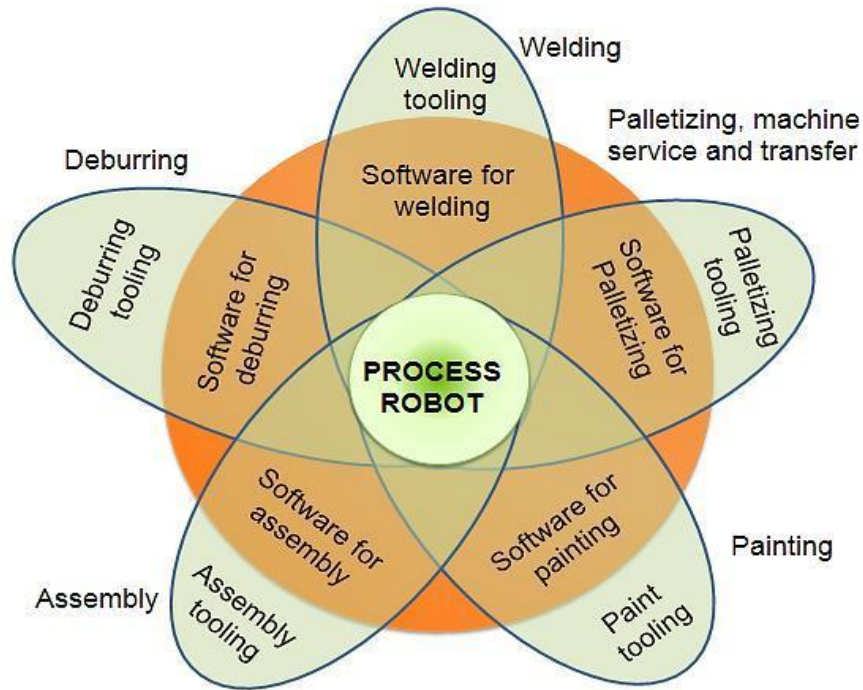 Welding
Welding
tooling
Software for
welding
Palletizing, machine
service and transfer
Palletizing
tooling
Software for
Palletizing
Deburring
Deburring
tooling
Software for
deburring
PROCESS
ROBOT
Software for
assembly
Assembly
tooling
Assembly
Software for
painting
Paint
tooling
Painting